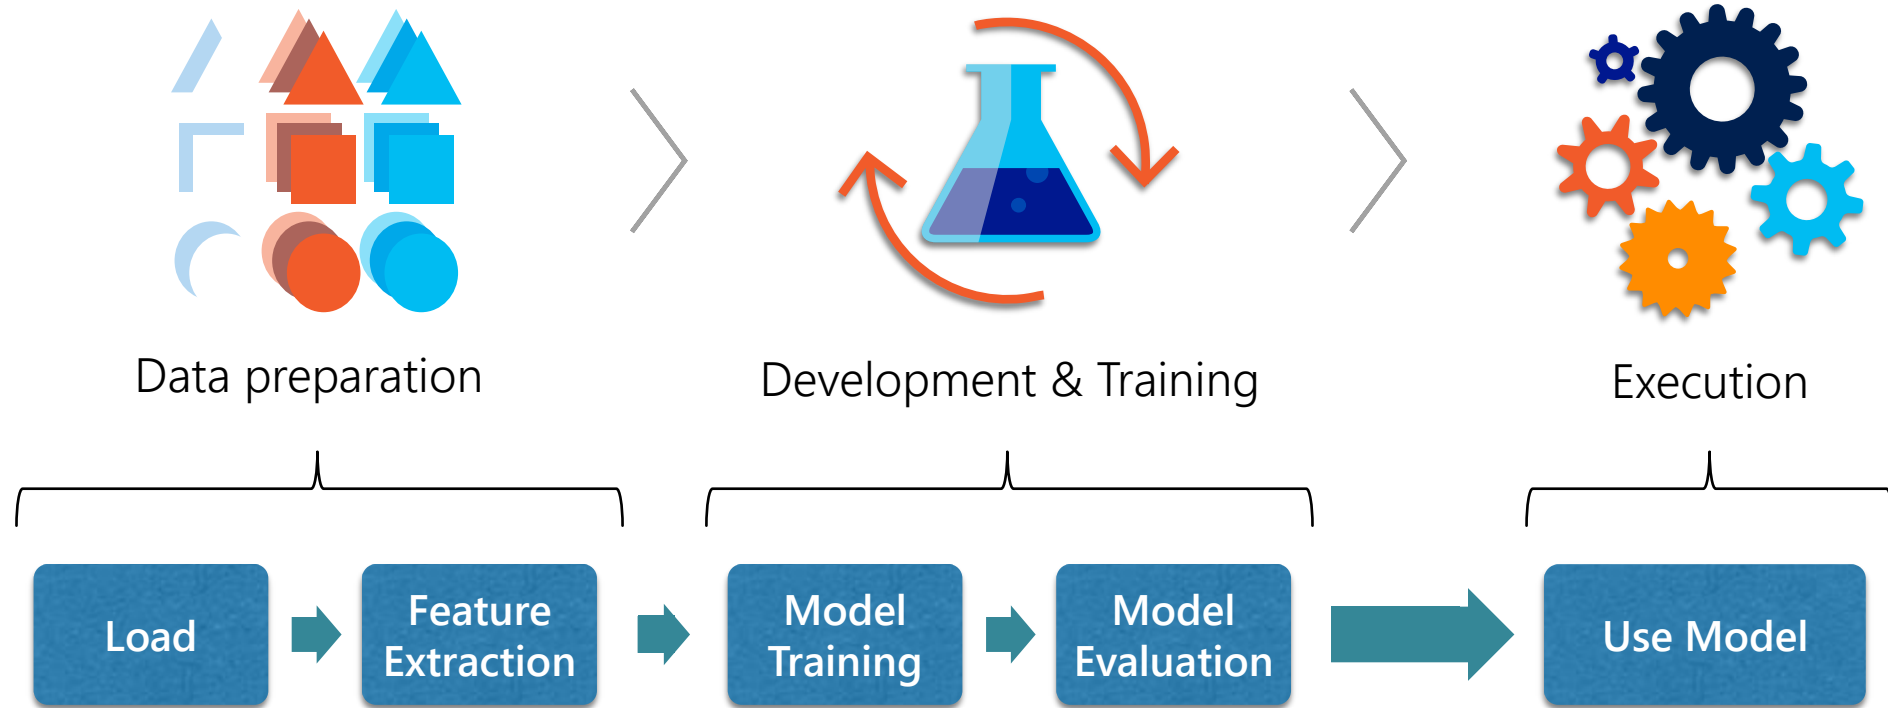 Data preparation
Development & Training
Execution
Load
Feature
Extraction
Model
Training
Model
Evaluation
Use Model